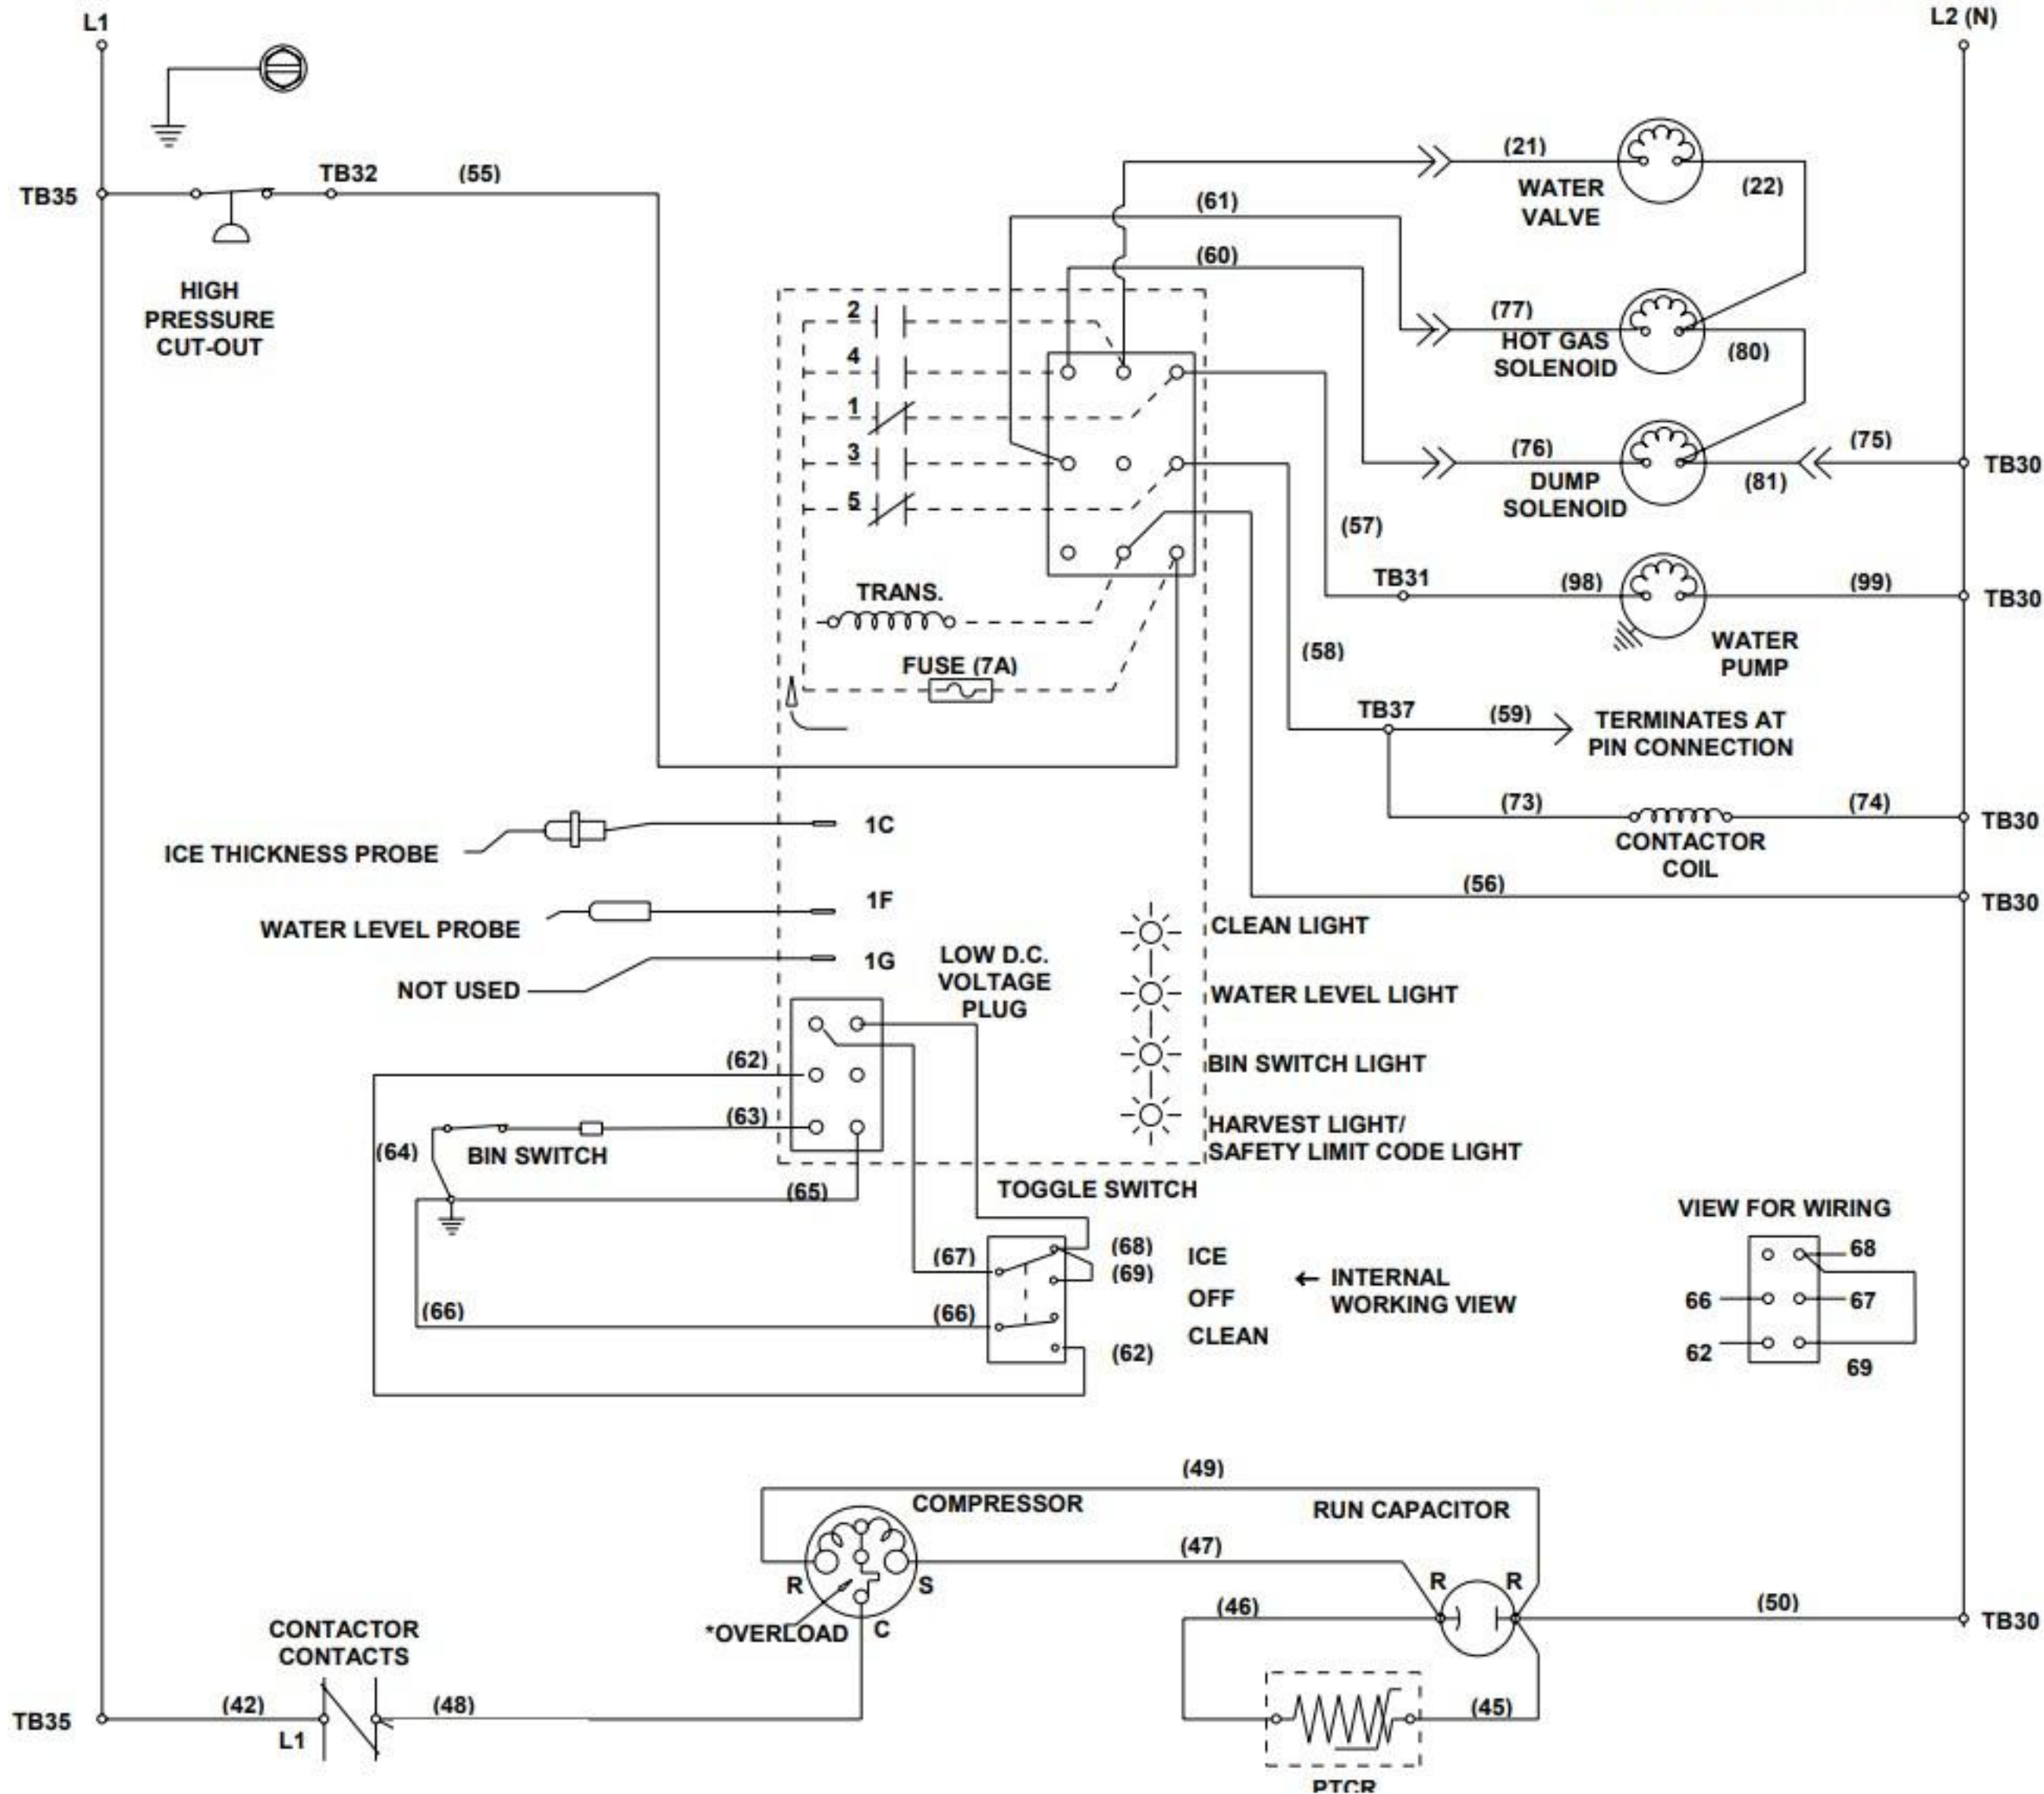 L1
L2 (N)
TB35
TB32
(55)
HIGH
PRESSURE
CUT-OUT
(21)
WATER
VALVE
(22)
(61)
(60)
(77)
HOT GAS
SOLENOID
(80)
2
4
1
3
5
(76)
DUMP
SOLENOID
(81)
(75)
TB30
(57)
TB31
(98)
(99)
TB30
WATER
PUMP
TRANS.
FUSE (7A)
(58)
TB37
(59)
TERMINATES AT
PIN CONNECTION
(73)
(74)
TB30
CONTACTOR
COIL
(56)
TB30
ICE THICKNESS PROBE
1C
WATER LEVEL PROBE
1F
NOT USED
1G
LOW D.C.
VOLTAGE
PLUG
CLEAN LIGHT
WATER LEVEL LIGHT
BIN SWITCH LIGHT
HARVEST LIGHT/
SAFETY LIMIT CODE LIGHT
(62)
(63)
(64)
BIN SWITCH
(65)
TOGGLE SWITCH
(67)
(68)
(69)
ICE
OFF
CLEAN
(66)
(66)
(62)
← INTERNAL
WORKING VIEW
VIEW FOR WIRING
68
66
67
62
69
(49)
COMPRESSOR
RUN CAPACITOR
(47)
R
S
*OVERLOAD
C
R
R
(46)
(50)
TB30
CONTACTOR
CONTACTS
TB35
(42)
L1
(48)
(45)
PTCR